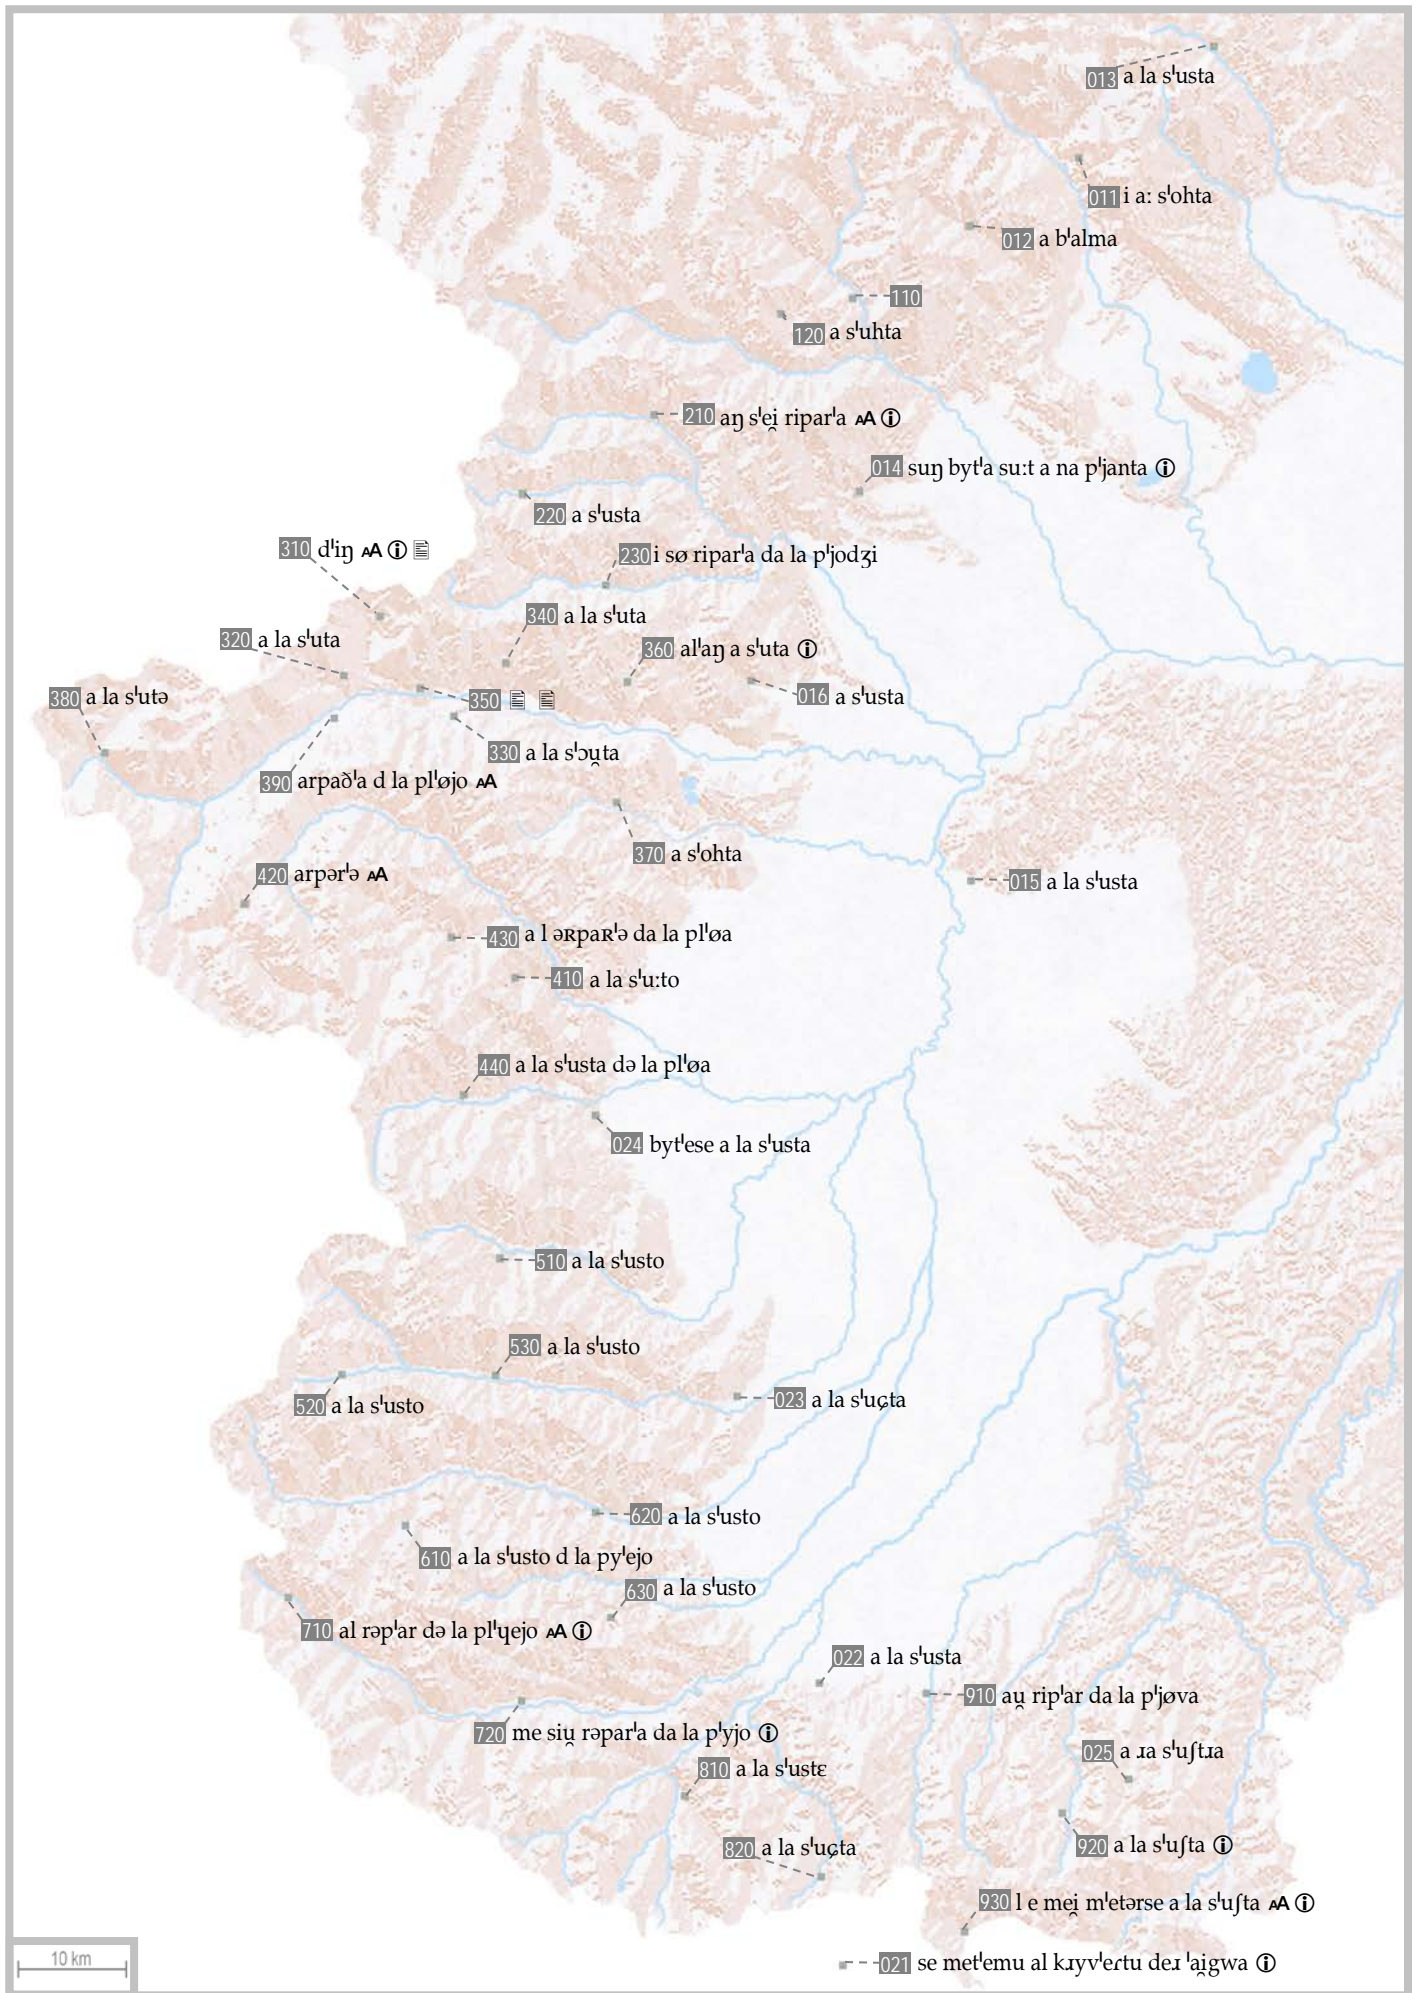 013 a la sˈusta
011 i aː sˈohta
012 a bˈalma
110
120 a sˈuhta
210 aŋ sˈei̯ riparˈa AA ⓘ
014 suŋ bytˈa suːt a na pˈjanta ⓘ
220 a sˈusta
310 dˈiŋ AA ⓘ
230 i sø riparˈa da la pˈjodʒi
340 a la sˈuta
320 a la sˈuta
360 alˈaŋ a sˈuta ⓘ
380 a la sˈutə
350
016 a sˈusta
330 a la sˈɔu̯ta
390 arpaðˈa d la plˈøjo AA
370 a sˈohta
420 arpərˈə AA
015 a la sˈusta
430 a l əʀpaʀˈə da la plˈøa
410 a la sˈuːto
440 a la sˈusta də la plˈøa
024 bytˈese a la sˈusta
510 a la sˈusto
530 a la sˈusto
520 a la sˈusto
023 a la sˈuɕta
620 a la sˈusto
610 a la sˈusto d la pyˈejo
630 a la sˈusto
710 al rəpˈar də la plˈɥejo AA ⓘ
022 a la sˈusta
910 au̯ ripˈar da la pˈjøva
720 me siu̯ rəparˈa da la pˈyjo ⓘ
025 a ɹa sˈuʃtɹa
810 a la sˈustɛ
920 a la sˈuʃta ⓘ
820 a la sˈuɕta
930 l e mei̯ mˈetərse a la sˈuʃta AA ⓘ
10 km
021 se metˈemu al kɹyvˈeɾtu deɹ ˈai̯gwa ⓘ